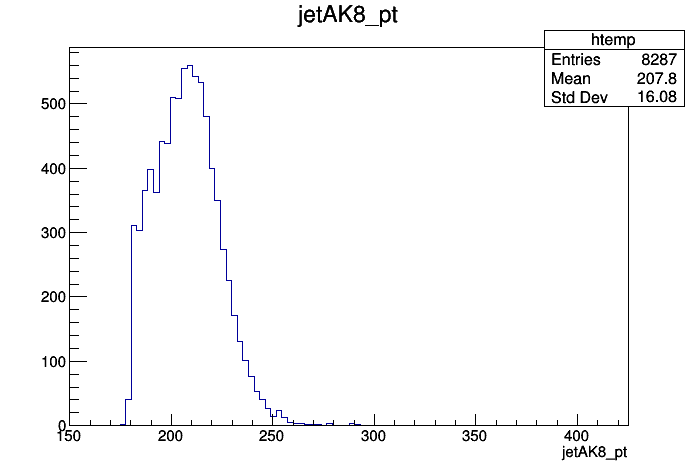 jetAK8_pt
htemp
Entries 8287
Mean 207.8
Std Dev 16.08
500
400
300
200
100
0
150 200 250 300 350 400
jetAK8_pt